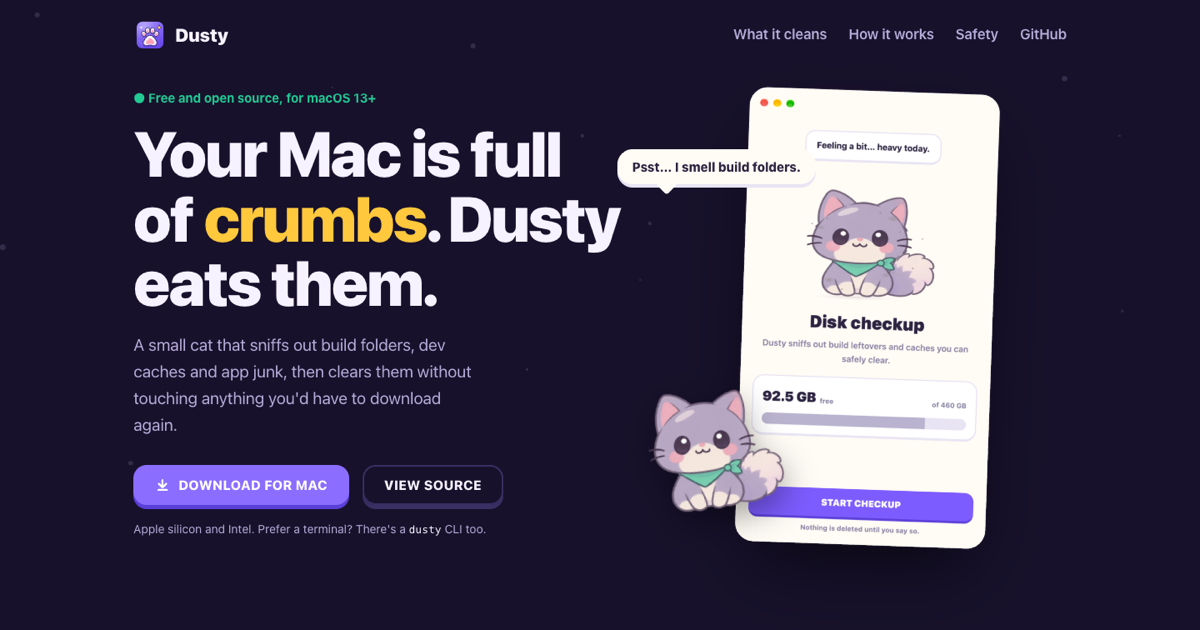 Dusty
What it cleans
How it works
Safety
GitHub
Free and open source, for macOS 13+
Your Mac is full
of crumbs. Dusty
eats them.
A small cat that sniffs out build folders, dev
caches and app junk, then clears them without
touching anything you'd have to download
again.
DOWNLOAD FOR MAC
VIEW SOURCE
Apple silicon and Intel. Prefer a terminal? There's a dusty CLI too.
Psst... I smell build folders.
Feeling a bit... heavy today.
Disk checkup
Dusty sniffs out build leftovers and caches you can
safely clear.
92.5 GB free
of 460 GB
START CHECKUP
Nothing is deleted until you say so.